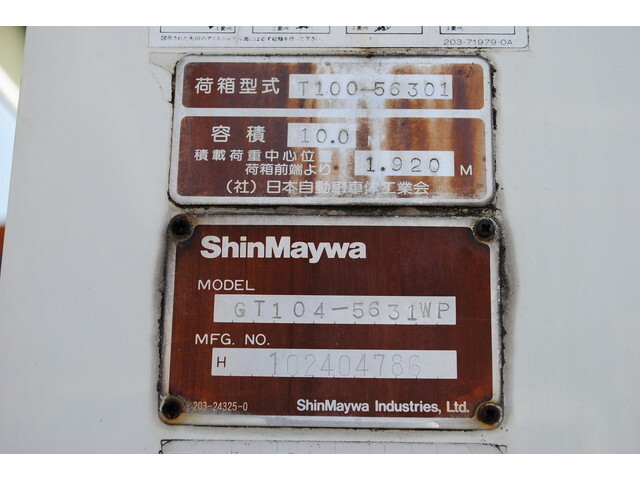 203-71979-0A
荷箱型式 T100-56301
容積 10.0 M
積載荷重中心位置
荷箱前端より 1.920 M
(社)日本自動車車体工業会
ShinMaywa
MODEL
GT104-5631WP
MFG. NO.
H 102404786
203-24325-0 ShinMaywa Industries, Ltd.